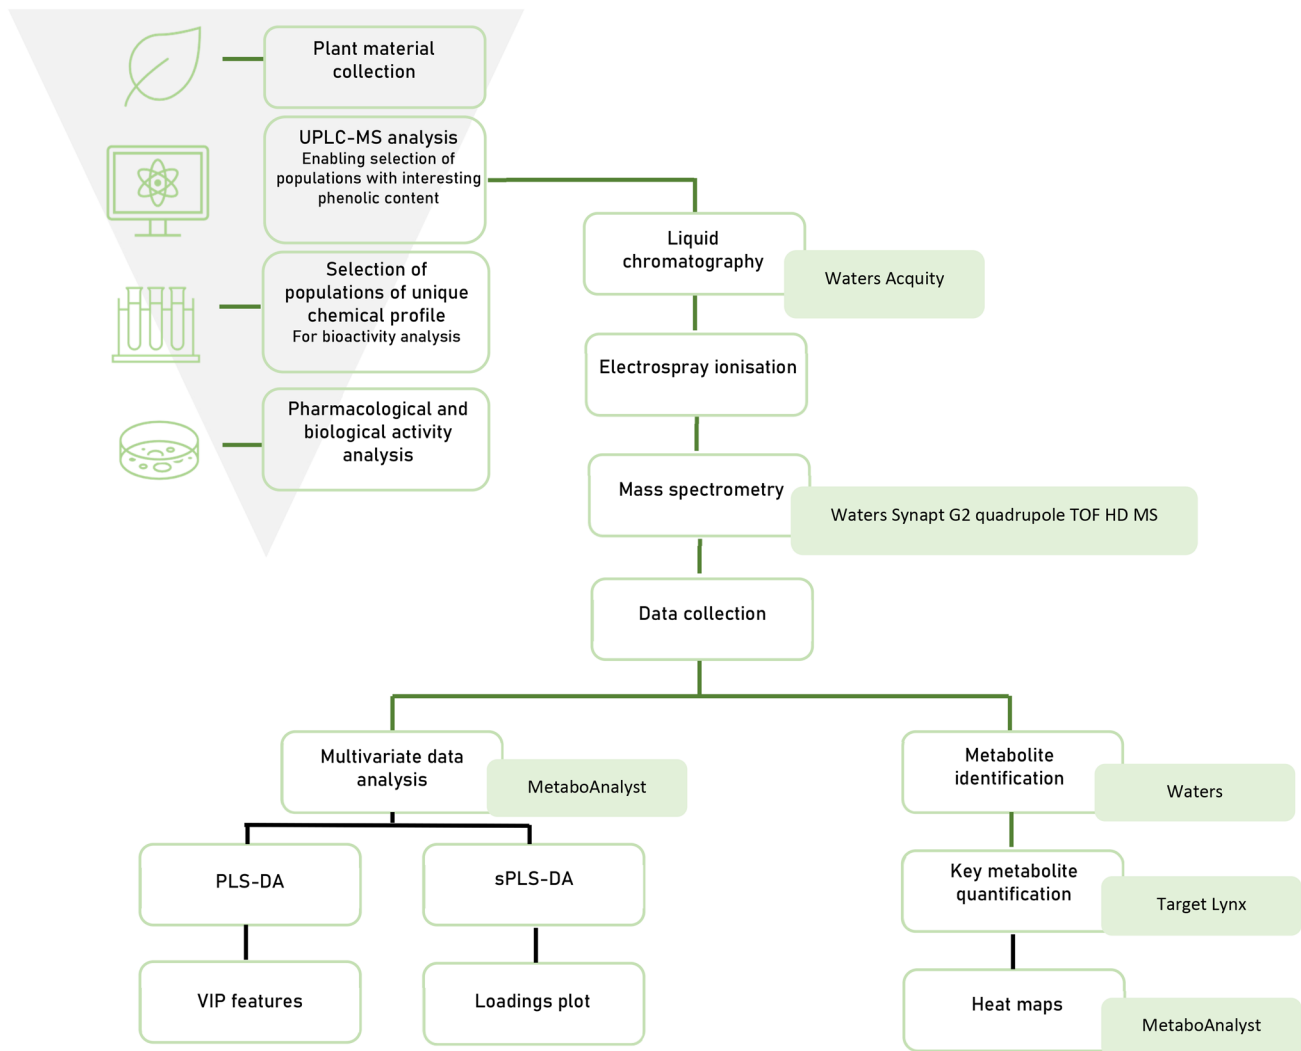 Plant material
collection
UPLC-MS analysis
Enabling selection of
populations with interesting
phenolic content
Selection of
populations of unique
chemical profile
For bioactivity analysis
Pharmacological and
biological activity
analysis
Liquid
chromatography
Waters Acquity
Electrospray ionisation
Mass spectrometry
Waters Synapt G2 quadrupole TOF HD MS
Data collection
Multivariate data
analysis
MetaboAnalyst
PLS-DA
sPLS-DA
VIP features
Loadings plot
Metabolite
identification
Waters
Key metabolite
quantification
Target Lynx
Heat maps
MetaboAnalyst